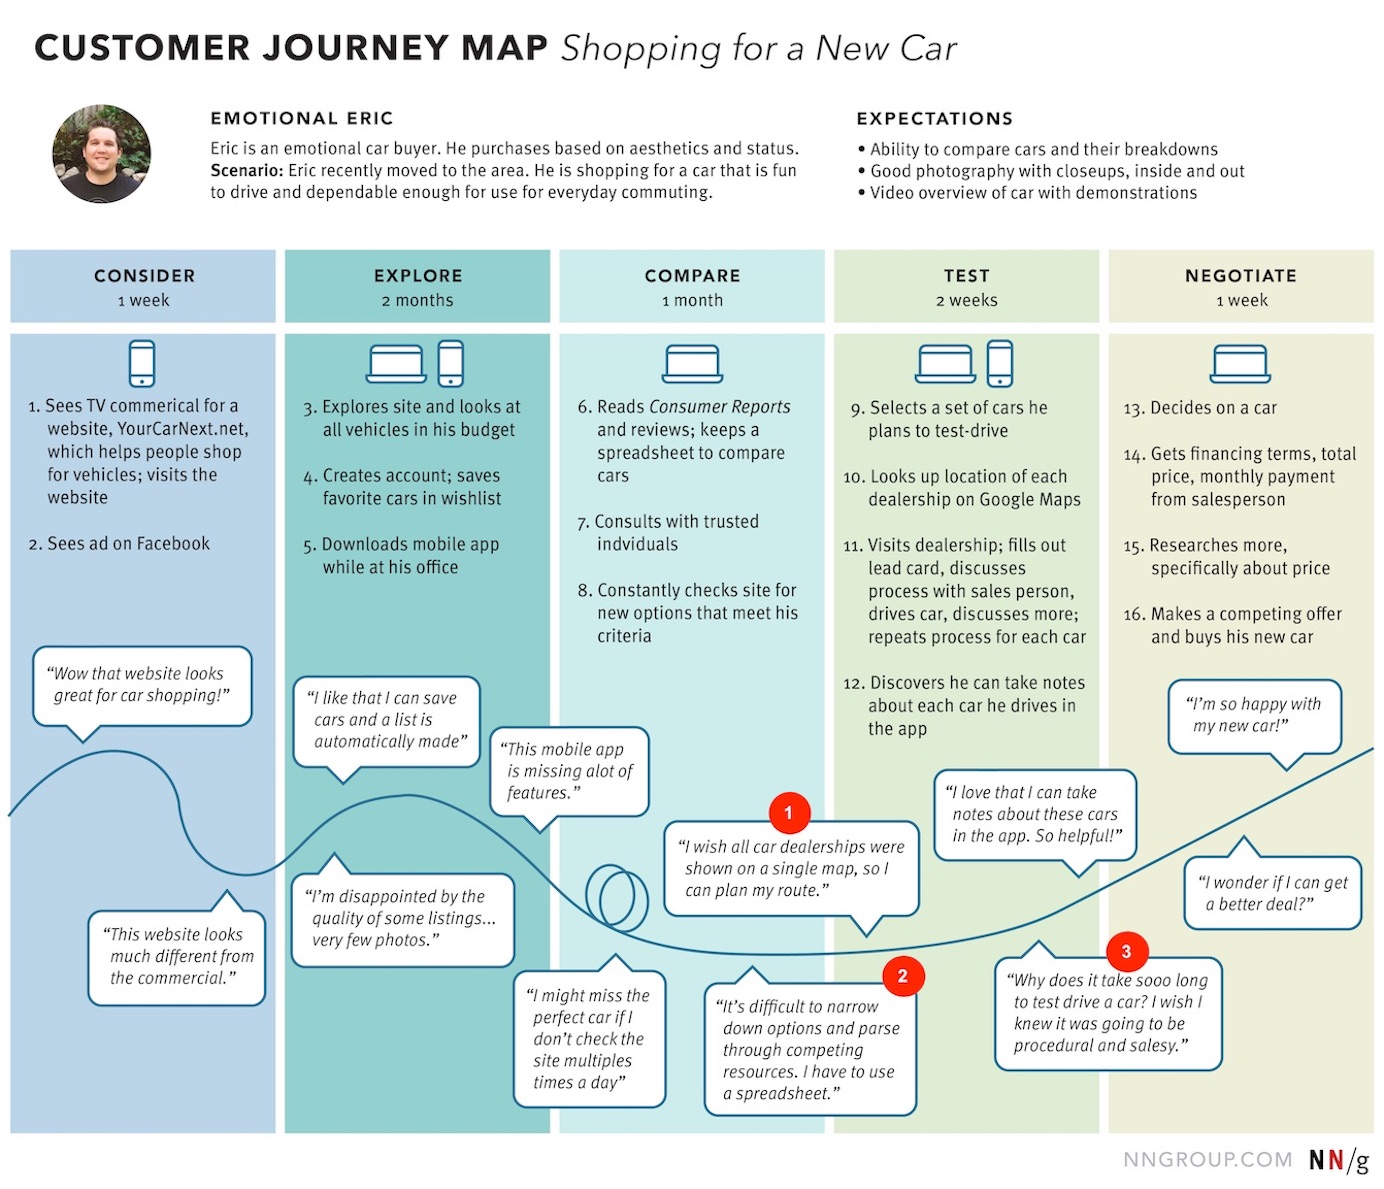 CUSTOMER JOURNEY MAP Shopping for a New Car
EMOTIONAL ERIC
Eric is an emotional car buyer. He purchases based on aesthetics and status.
Scenario: Eric recently moved to the area. He is shopping for a car that is fun
to drive and dependable enough for use for everyday commuting.
EXPECTATIONS
• Ability to compare cars and their breakdowns
• Good photography with closeups, inside and out
• Video overview of car with demonstrations
CONSIDER
1 week
EXPLORE
2 months
COMPARE
1 month
TEST
2 weeks
NEGOTIATE
1 week
1. Sees TV commerical for a
website, YourCarNext.net,
which helps people shop
for vehicles; visits the
website
2. Sees ad on Facebook
3. Explores site and looks at
all vehicles in his budget
4. Creates account; saves
favorite cars in wishlist
5. Downloads mobile app
while at his office
6. Reads Consumer Reports
and reviews; keeps a
spreadsheet to compare
cars
7. Consults with trusted
indviduals
8. Constantly checks site for
new options that meet his
criteria
9. Selects a set of cars he
plans to test-drive
10. Looks up location of each
dealership on Google Maps
11. Visits dealership; fills out
lead card, discusses
process with sales person,
drives car, discusses more;
repeats process for each car
12. Discovers he can take notes
about each car he drives in
the app
13. Decides on a car
14. Gets financing terms, total
price, monthly payment
from salesperson
15. Researches more,
specifically about price
16. Makes a competing offer
and buys his new car
“Wow that website looks
great for car shopping!”
“This website looks
much different from
the commercial.”
“I like that I can save
cars and a list is
automatically made”
“I’m disappointed by the
quality of some listings...
very few photos.”
“This mobile app
is missing alot of
features.”
“I might miss the
perfect car if I
don’t check the
site multiples
times a day”
1
“I wish all car dealerships were
shown on a single map, so I
can plan my route.”
2
“It’s difficult to narrow
down options and parse
through competing
resources. I have to use
a spreadsheet.”
“I love that I can take
notes about these cars
in the app. So helpful!”
3
“Why does it take sooo long
to test drive a car? I wish I
knew it was going to be
procedural and salesy.”
“I’m so happy with
my new car!”
“I wonder if I can get
a better deal?”
NNGROUP.COM NN/g